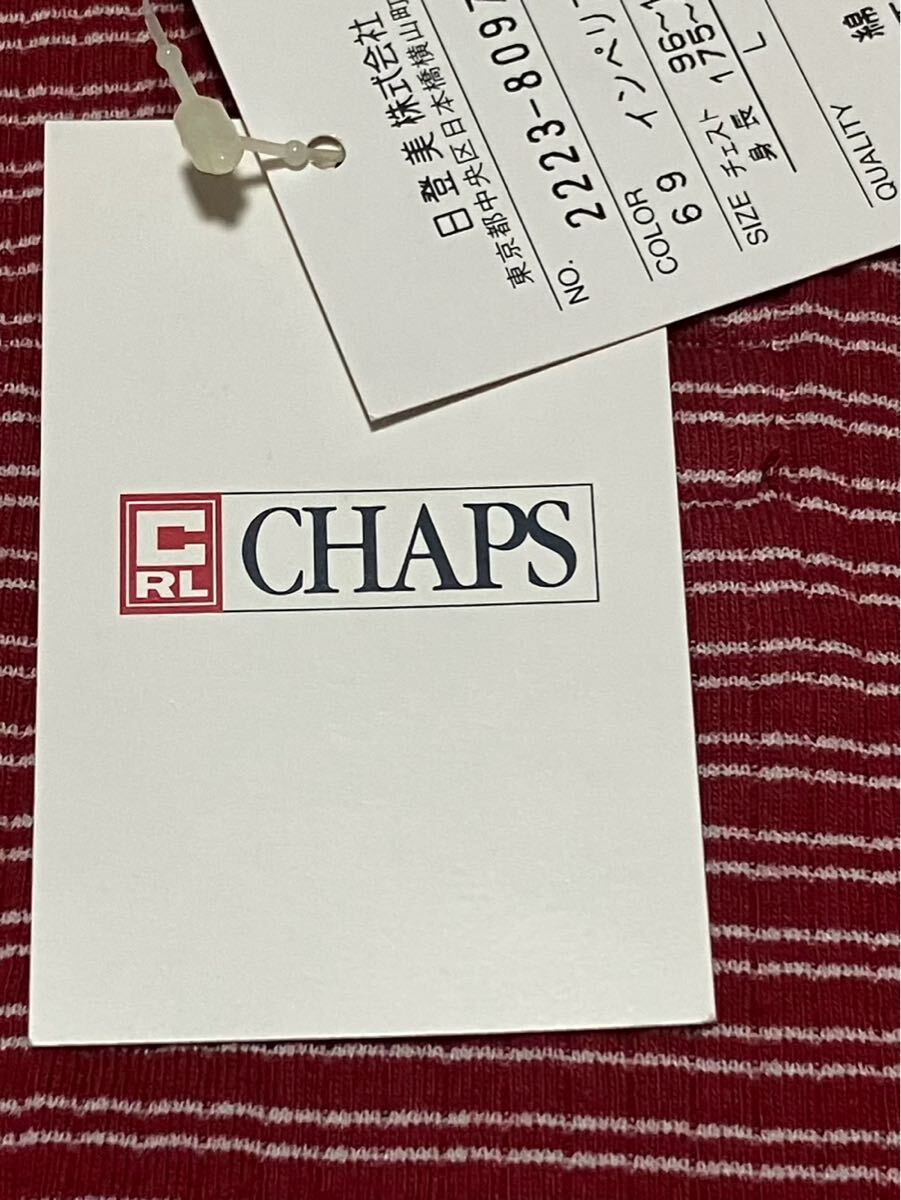 日登美株式会社
東京都中央区日本橋横山町
NO.
2223-8097
COLOR
69 インペリ
SIZE チェスト 96~1
身長 175~
L
QUALITY
綿
C
RL
CHAPS